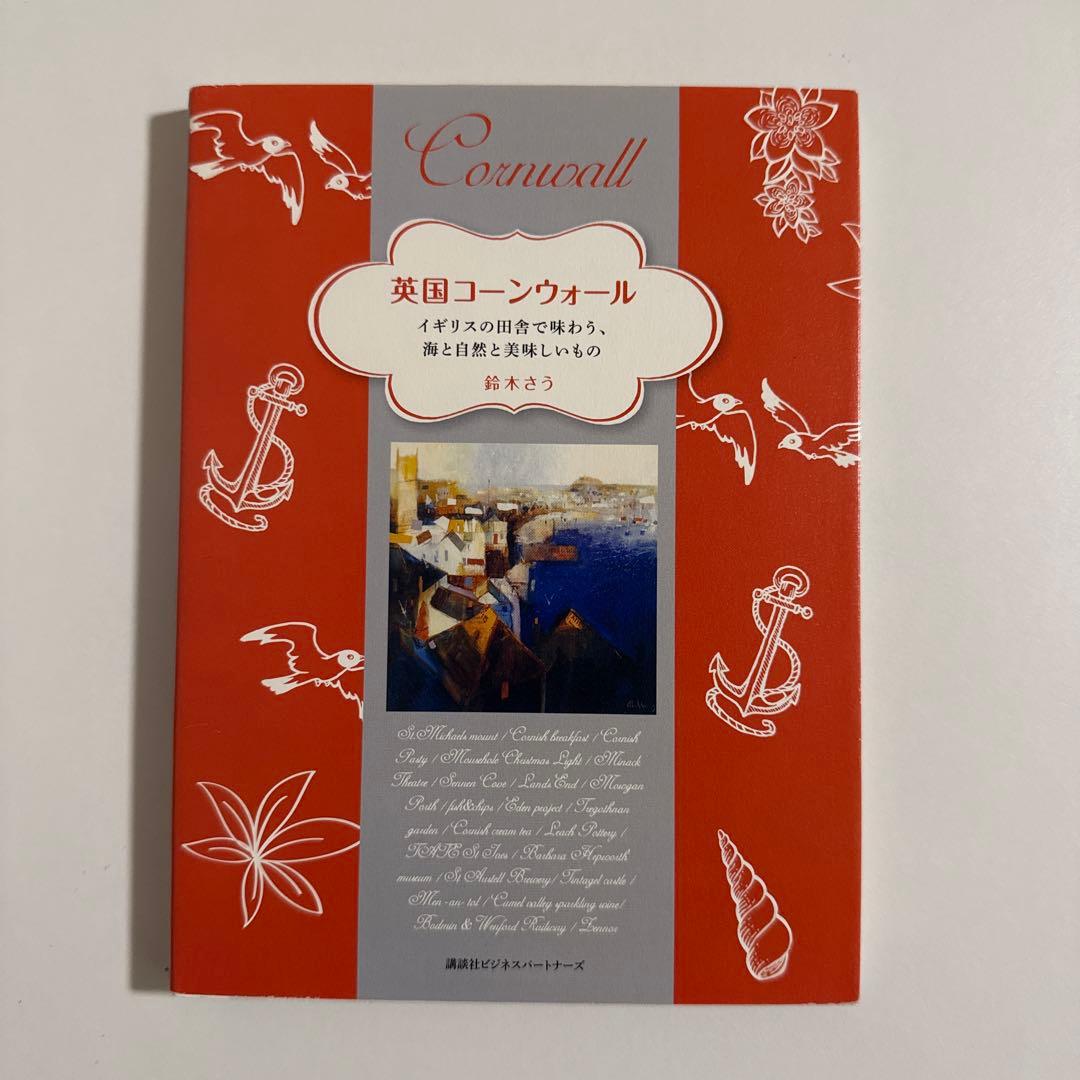 Cornwall
英国コーンウォール
イギリスの田舎で味わう、
海と自然と美味しいもの
鈴木さう
St.Michaels mount / Cornish breakfast / Cornish
Pasty / Mousehole Christmas Light / Minack
Theatre / Sennen Cove / Lands End / Mawgan
Porth / fish&chips / Eden project / Tregothnan
garden / Cornish cream tea / Leach Pottery /
TATE St Ives / Barbara Hepworth
museum / St Austell Brewery / Tintagel castle /
Men-an-tol / Camel valley sparkling wine /
Bodmin & Wenford Railway / Zennor
講談社ビジネスパートナーズ